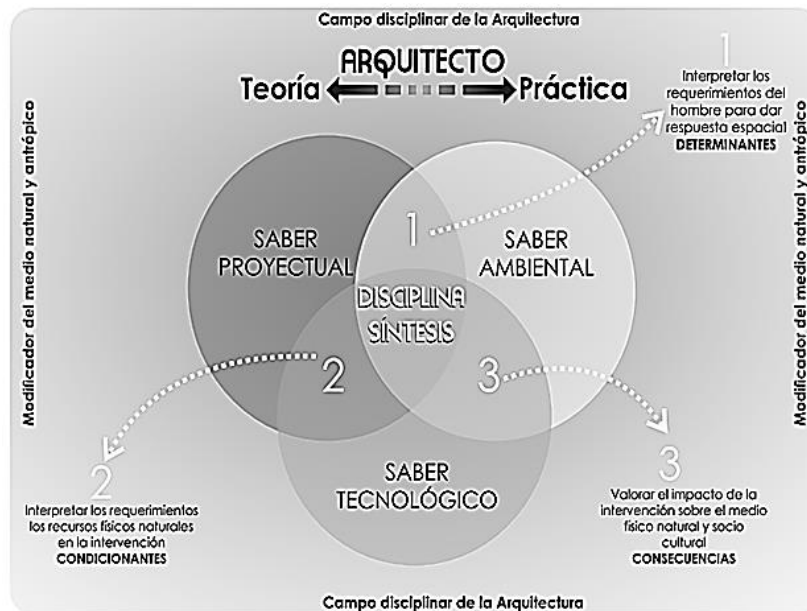 Campo disciplinar de la Arquitectura
ARQUITECTO
Teoría
Práctica
1
Interpretar los
requerimientos del
hombre para dar
respuesta espacial
DETERMINANTES
Modificador del medio natural y antrópico
Modificador del medio natural y antrópico
SABER
PROYECTUAL
1
SABER
AMBIENTAL
DISCIPLINA
SÍNTESIS
2
3
SABER
TECNOLÓGICO
2
Interpretar los requerimientos
los recursos físicos naturales
en la intervención
CONDICIONANTES
3
Valorar el impacto de la
intervención sobre el medio
físico natural y socio
cultural
CONSECUENCIAS
Campo disciplinar de la Arquitectura